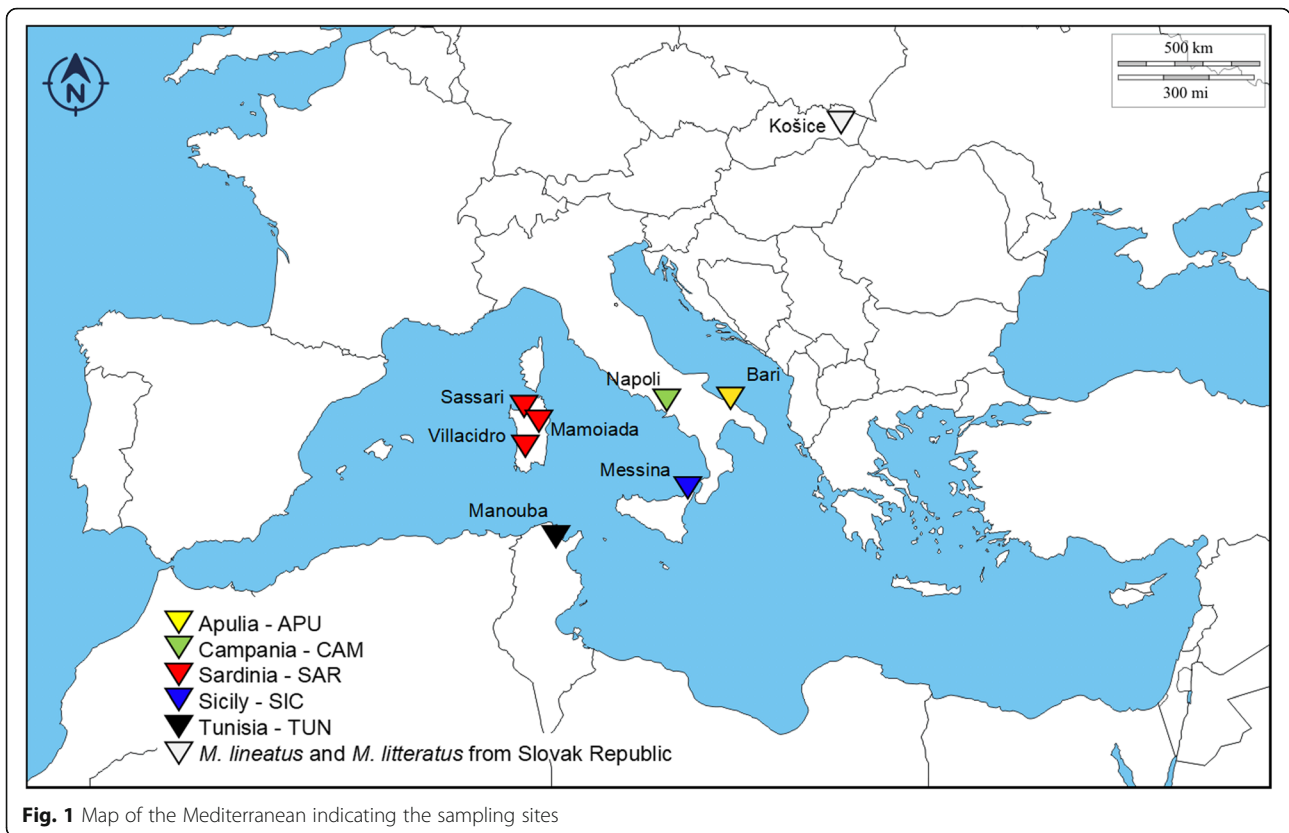 N
500 km
300 mi
Košice
Napoli
Bari
Sassari
Mamoiada
Villacidro
Messina
Manouba
Apulia - APU
Campania - CAM
Sardinia - SAR
Sicily - SIC
Tunisia - TUN
M. lineatus and M. litteratus from Slovak Republic
Fig. 1 Map of the Mediterranean indicating the sampling sites